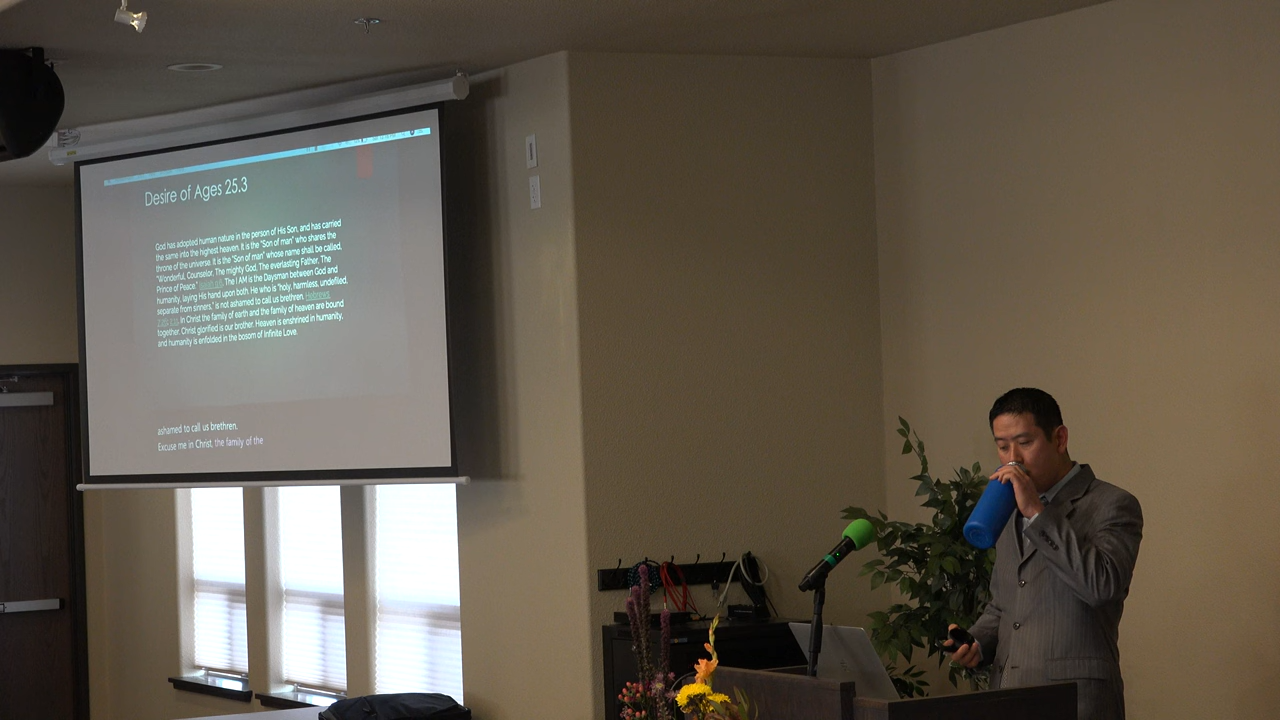 Desire of Ages 25.3
God has adopted human nature in the person of His Son, and has carried
the same into the highest heaven. It is the "Son of man" who shares the
throne of the universe. It is the "Son of man" whose name shall be called,
"Wonderful, Counselor, The mighty God, The everlasting Father, The
Prince of Peace." Isaiah 9:6. The I AM is the Daysman between God and
humanity, laying His hand upon both. He who is "holy, harmless, undefiled,
separate from sinners," is not ashamed to call us brethren. Hebrews
In Christ the family of earth and the family of heaven are bound
together. Christ glorified is our brother. Heaven is enshrined in humanity,
and humanity is enfolded in the bosom of Infinite Love.
ashamed to call us brethren.
Excuse me in Christ, the family of the